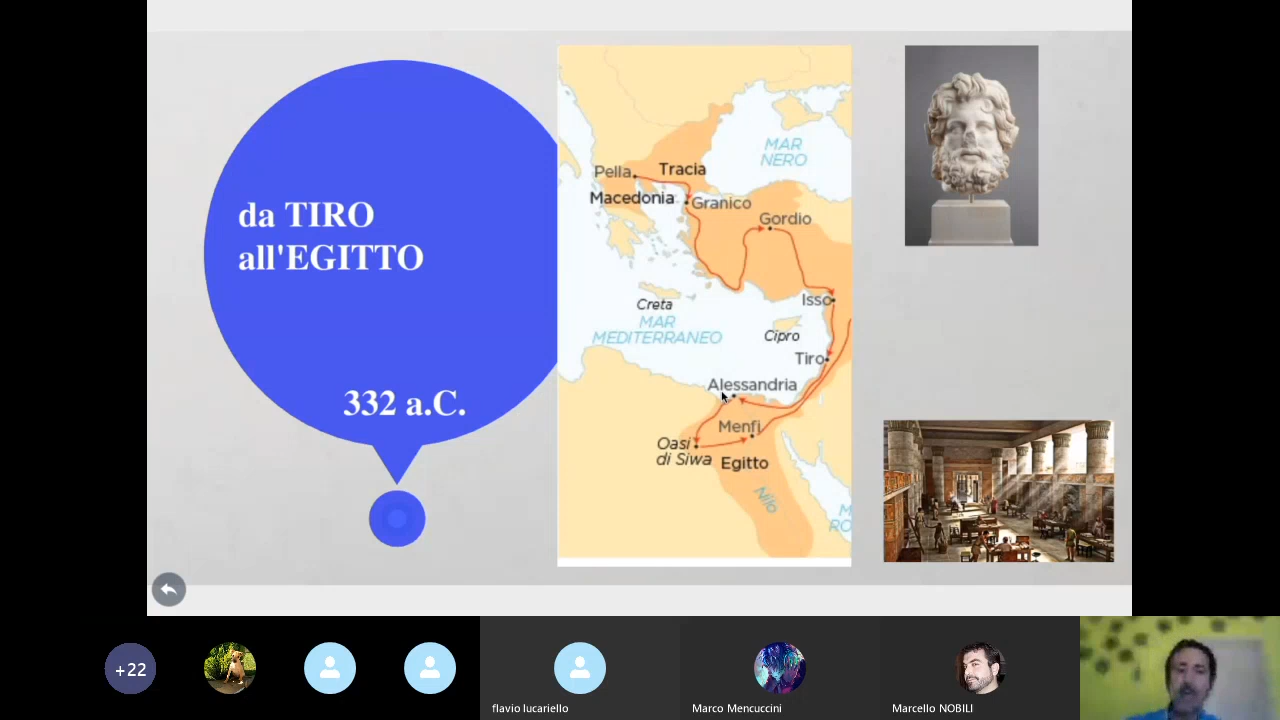 da TIRO
all'EGITTO
332 a.C.
MAR
NERO
Pella
Tracia
Macedonia
Granico
Gordio
Isso
Creta
MAR
MEDITERRANEO
Cipro
Tiro
Alessandria
Menfi
Oasi
di Siwa
Egitto
Nilo
M
RO
+22
flavio lucariello
Marco Mencuccini
Marcello NOBILI